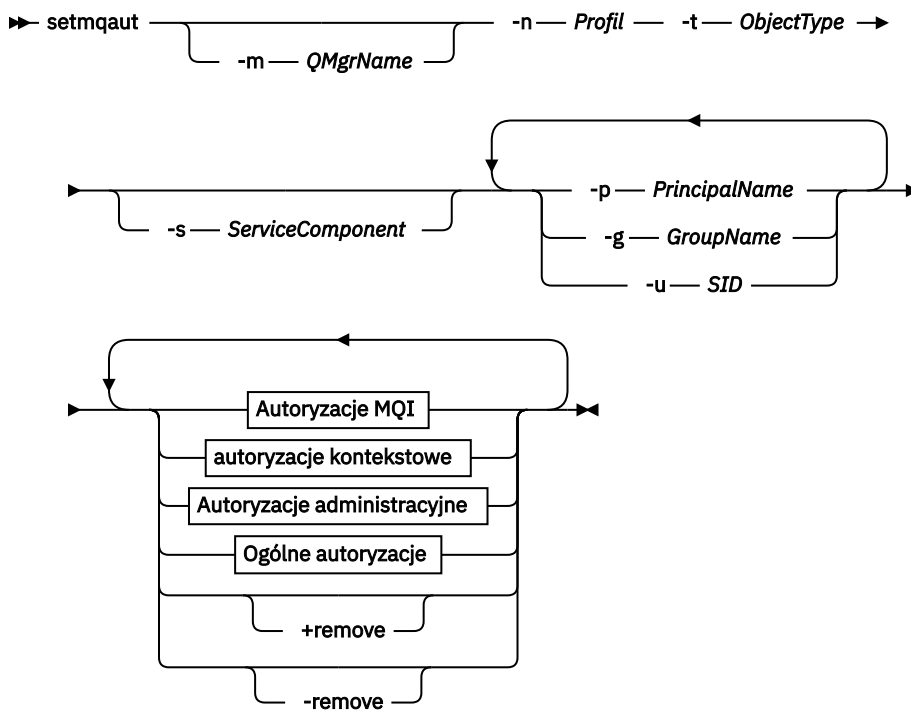 setmqaut -m QMgrName -n Profil -t ObjectType
-s ServiceComponent -p PrincipalName
-g GroupName
-u SID
Autoryzacje MQI
autoryzacje kontekstowe
Autoryzacje administracyjne
Ogólne autoryzacje
+remove
-remove